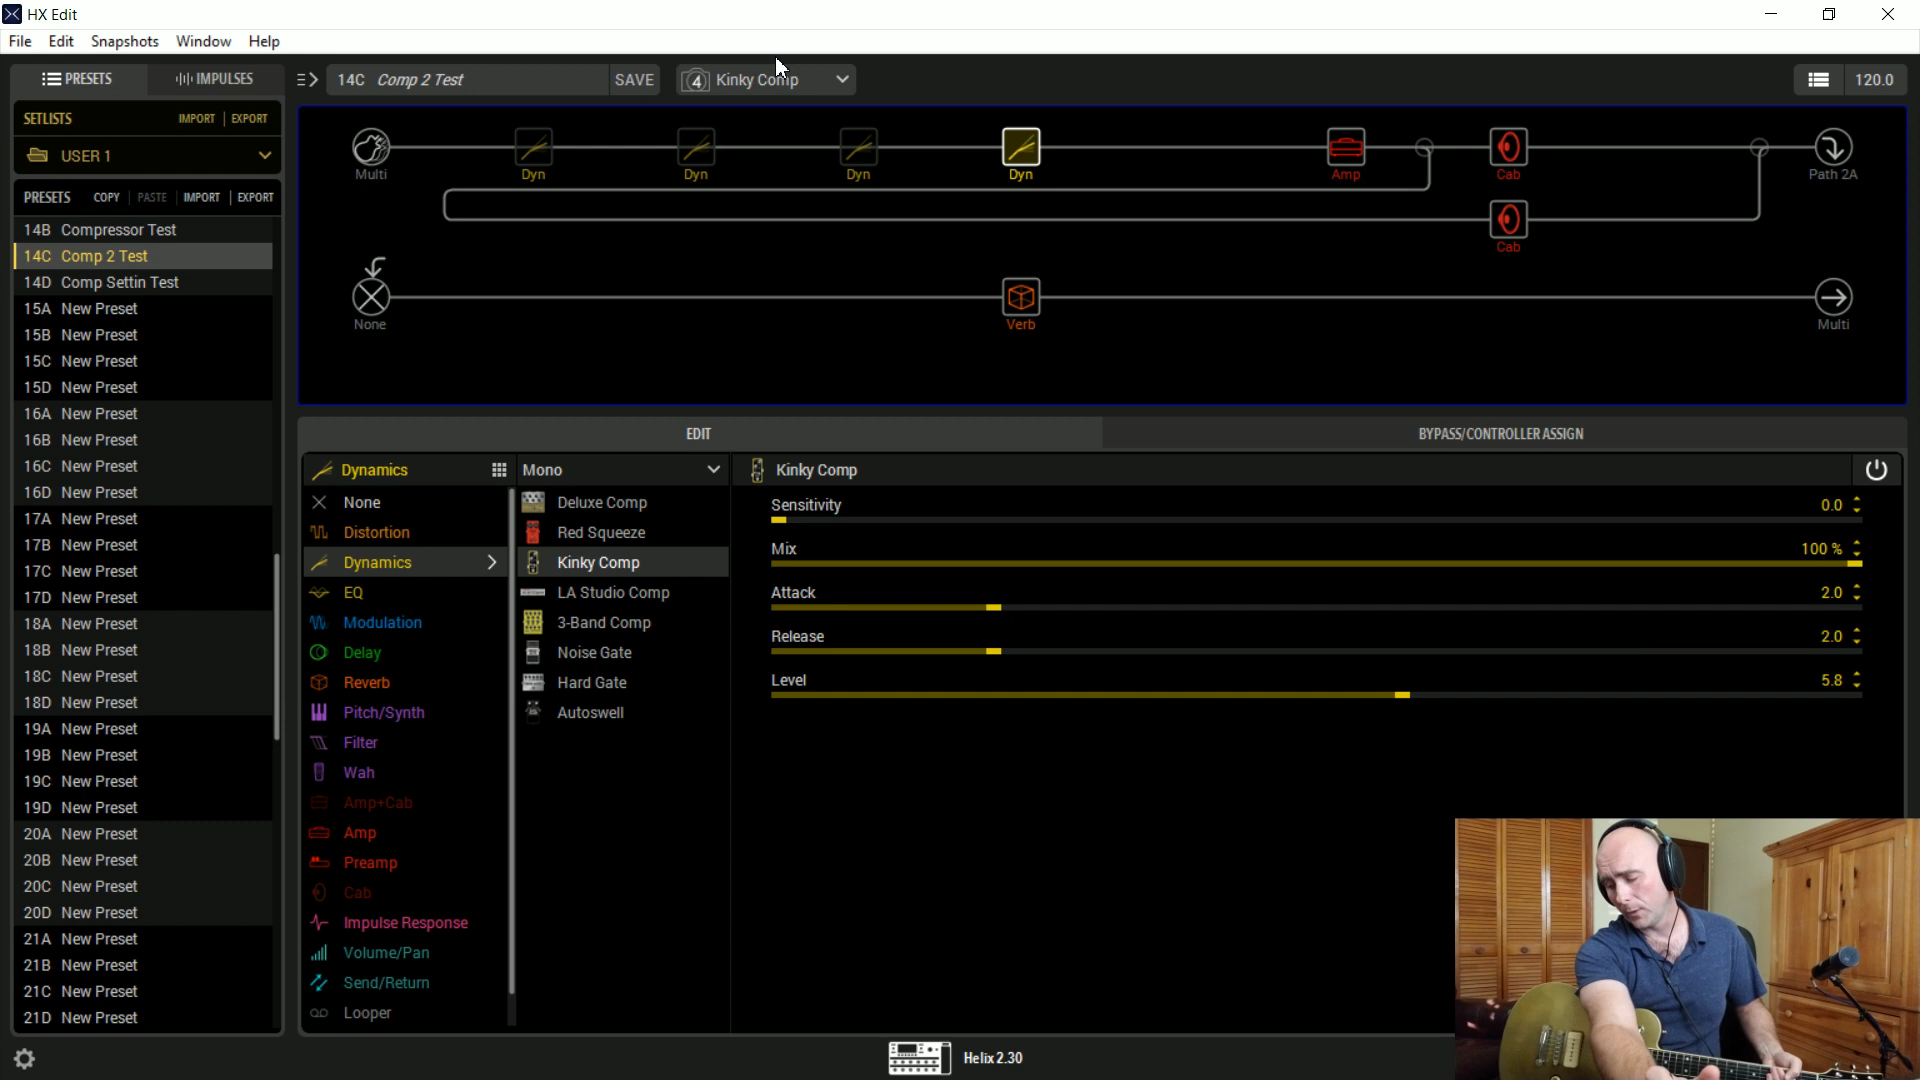 HX Edit
File Edit Snapshots Window Help
PRESETS IMPULSES
14C Comp 2 Test SAVE 4 Kinky Comp 120.0
SETLISTS IMPORT EXPORT
USER 1
PRESETS COPY PASTE IMPORT EXPORT
14B Compressor Test
14C Comp 2 Test
14D Comp Settin Test
15A New Preset
15B New Preset
15C New Preset
15D New Preset
16A New Preset
16B New Preset
16C New Preset
16D New Preset
17A New Preset
17B New Preset
17C New Preset
17D New Preset
18A New Preset
18B New Preset
18C New Preset
18D New Preset
19A New Preset
19B New Preset
19C New Preset
19D New Preset
20A New Preset
20B New Preset
20C New Preset
20D New Preset
21A New Preset
21B New Preset
21C New Preset
21D New Preset
Multi Dyn Dyn Dyn Dyn Amp Cab Path 2A
Cab
None Verb Multi
EDIT BYPASS/CONTROLLER ASSIGN
Dynamics
None
Distortion
Dynamics
EQ
Modulation
Delay
Reverb
Pitch/Synth
Filter
Wah
Amp+Cab
Amp
Preamp
Cab
Impulse Response
Volume/Pan
Send/Return
Looper
Mono
Deluxe Comp
Red Squeeze
Kinky Comp
LA Studio Comp
3-Band Comp
Noise Gate
Hard Gate
Autoswell
Kinky Comp
Sensitivity 0.0
Mix 100 %
Attack 2.0
Release 2.0
Level 5.8
Helix 2.30